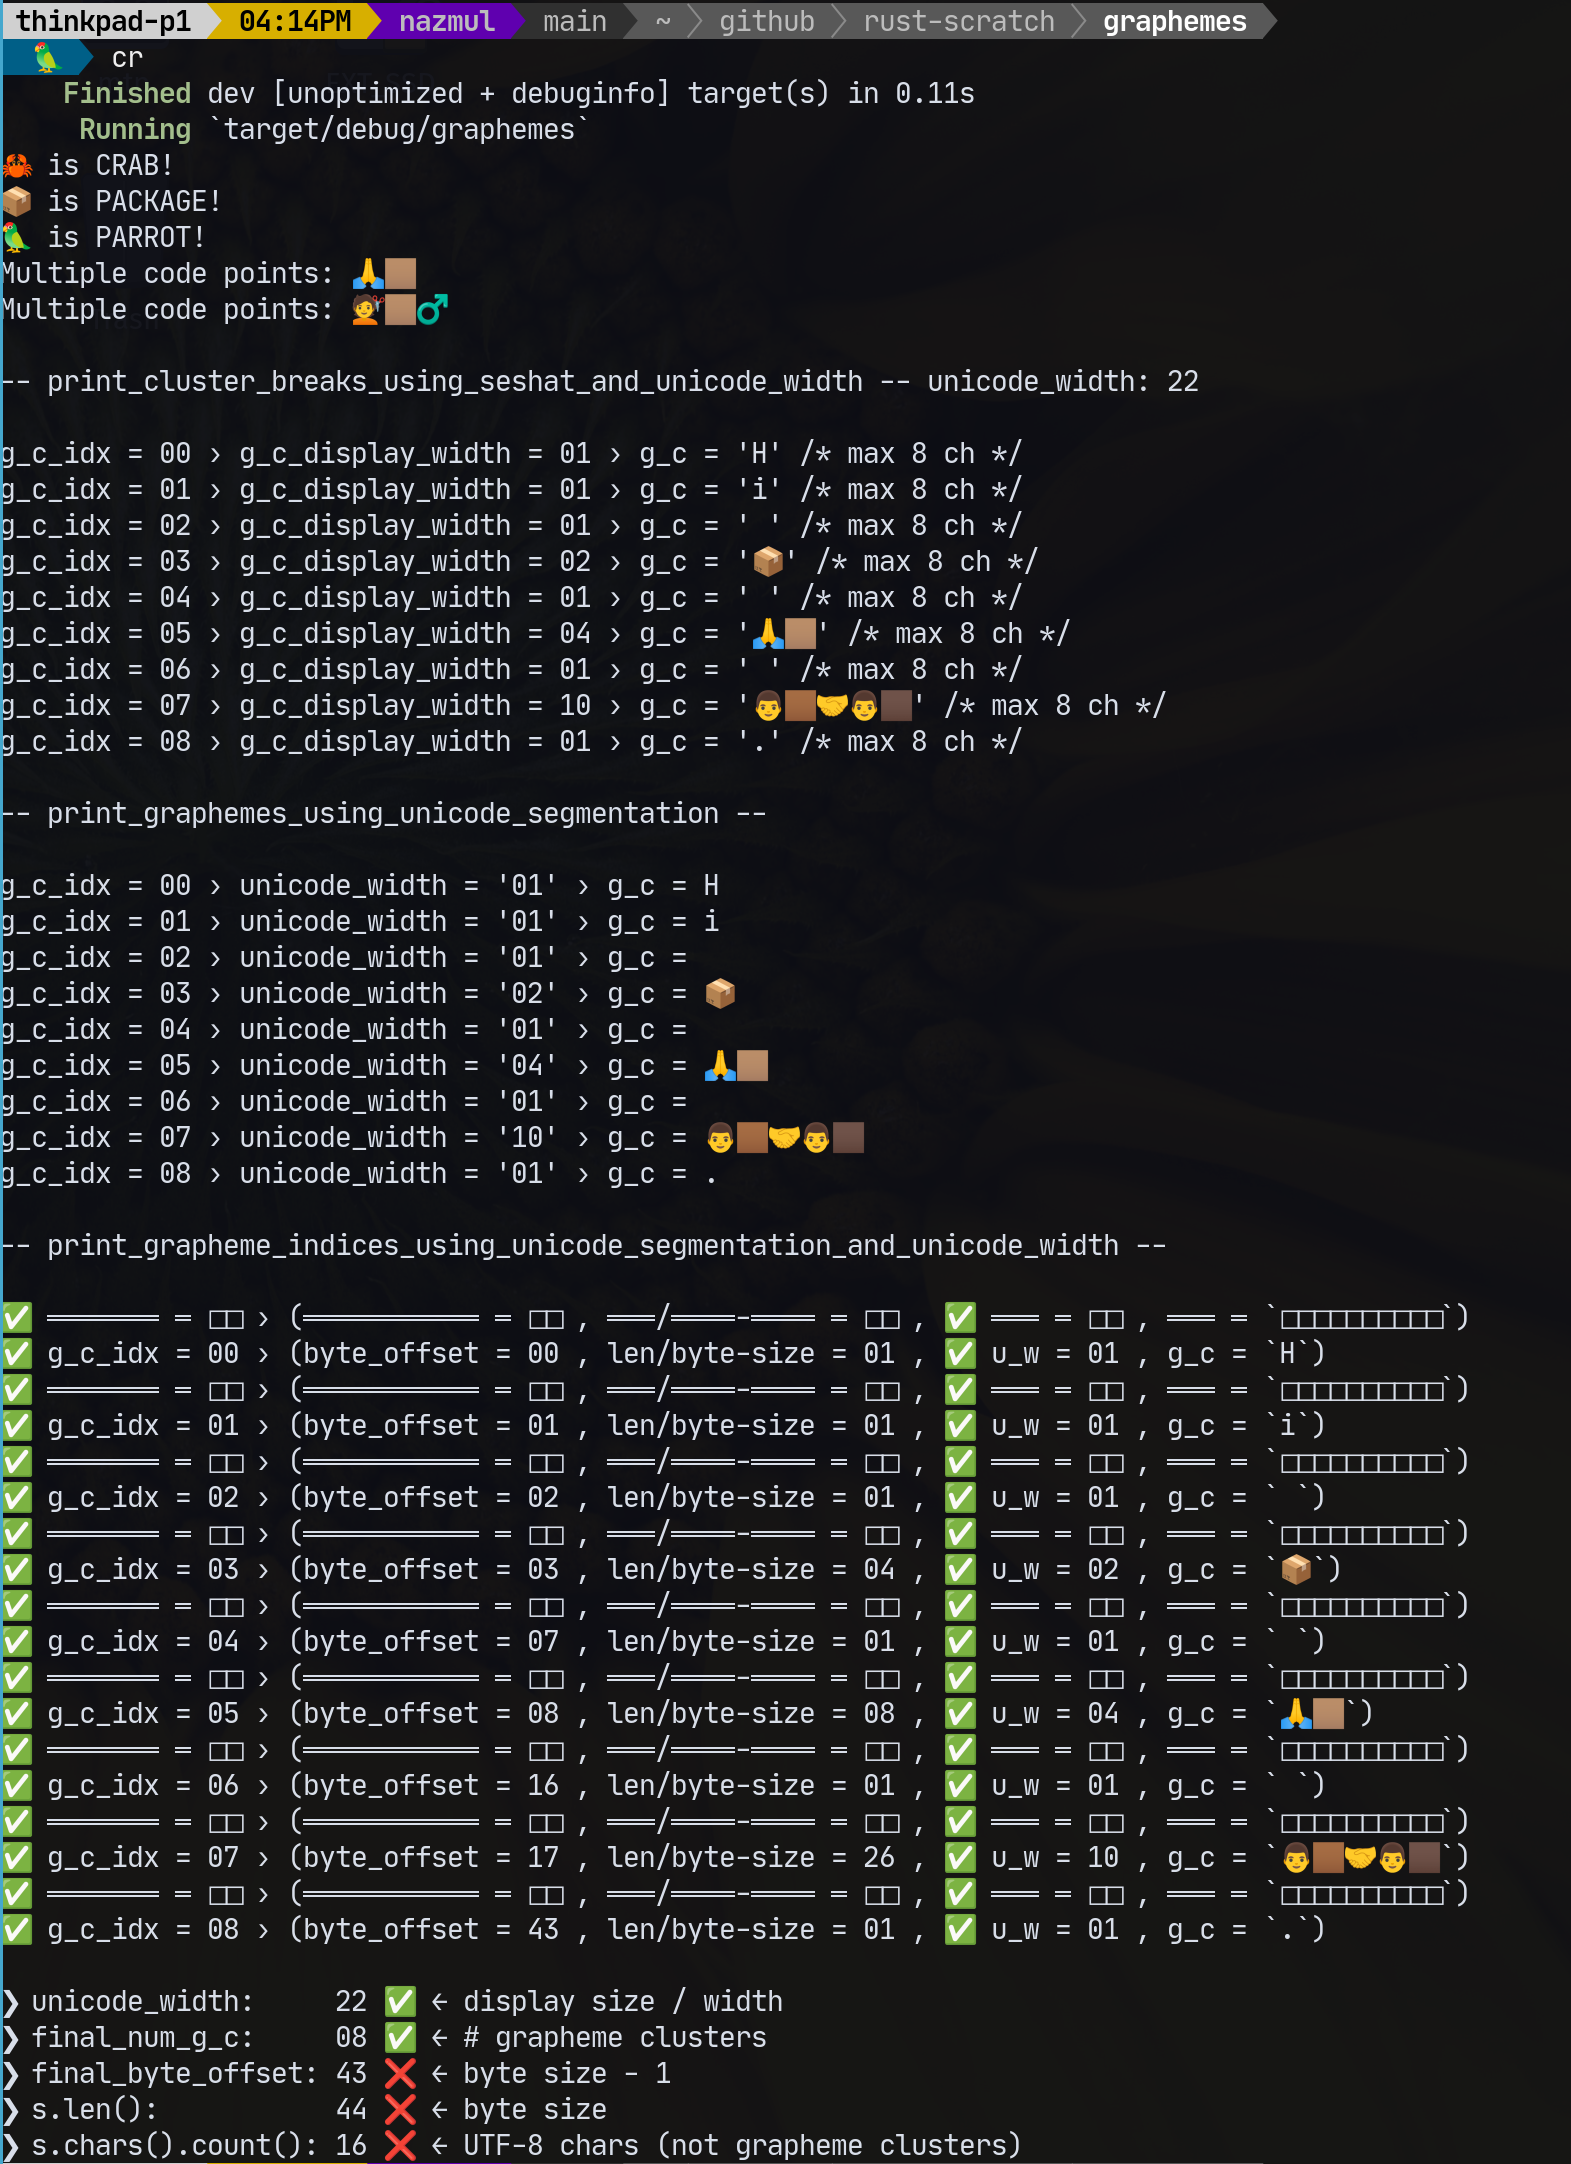 thinkpad-p1 04:14PM nazmul main ~ github rust-scratch graphemes
🦜 cr
Finished dev [unoptimized + debuginfo] target(s) in 0.11s
Running `target/debug/graphemes`
🦀 is CRAB!
📦 is PACKAGE!
🦜 is PARROT!
Multiple code points: 🙏🏽
Multiple code points: 💇🏽‍♂️

-- print_cluster_breaks_using_seshat_and_unicode_width -- unicode_width: 22

g_c_idx = 00 › g_c_display_width = 01 › g_c = 'H' /* max 8 ch */
g_c_idx = 01 › g_c_display_width = 01 › g_c = 'i' /* max 8 ch */
g_c_idx = 02 › g_c_display_width = 01 › g_c = ' ' /* max 8 ch */
g_c_idx = 03 › g_c_display_width = 02 › g_c = '📦' /* max 8 ch */
g_c_idx = 04 › g_c_display_width = 01 › g_c = ' ' /* max 8 ch */
g_c_idx = 05 › g_c_display_width = 04 › g_c = '🙏🏽' /* max 8 ch */
g_c_idx = 06 › g_c_display_width = 01 › g_c = ' ' /* max 8 ch */
g_c_idx = 07 › g_c_display_width = 10 › g_c = '👨🏾‍🤝‍👨🏿' /* max 8 ch */
g_c_idx = 08 › g_c_display_width = 01 › g_c = '.' /* max 8 ch */

-- print_graphemes_using_unicode_segmentation --

g_c_idx = 00 › unicode_width = '01' › g_c = H
g_c_idx = 01 › unicode_width = '01' › g_c = i
g_c_idx = 02 › unicode_width = '01' › g_c =
g_c_idx = 03 › unicode_width = '02' › g_c = 📦
g_c_idx = 04 › unicode_width = '01' › g_c =
g_c_idx = 05 › unicode_width = '04' › g_c = 🙏🏽
g_c_idx = 06 › unicode_width = '01' › g_c =
g_c_idx = 07 › unicode_width = '10' › g_c = 👨🏾‍🤝‍👨🏿
g_c_idx = 08 › unicode_width = '01' › g_c = .

-- print_grapheme_indices_using_unicode_segmentation_and_unicode_width --

✅ ═══════ = □□ › (═══════════ = □□ , ═══/════-════ = □□ , ✅ ═══ = □□ , ═══ = `□□□□□□□□□□`)
✅ g_c_idx = 00 › (byte_offset = 00 , len/byte-size = 01 , ✅ u_w = 01 , g_c = `H`)
✅ ═══════ = □□ › (═══════════ = □□ , ═══/════-════ = □□ , ✅ ═══ = □□ , ═══ = `□□□□□□□□□□`)
✅ g_c_idx = 01 › (byte_offset = 01 , len/byte-size = 01 , ✅ u_w = 01 , g_c = `i`)
✅ ═══════ = □□ › (═══════════ = □□ , ═══/════-════ = □□ , ✅ ═══ = □□ , ═══ = `□□□□□□□□□□`)
✅ g_c_idx = 02 › (byte_offset = 02 , len/byte-size = 01 , ✅ u_w = 01 , g_c = ` `)
✅ ═══════ = □□ › (═══════════ = □□ , ═══/════-════ = □□ , ✅ ═══ = □□ , ═══ = `□□□□□□□□□□`)
✅ g_c_idx = 03 › (byte_offset = 03 , len/byte-size = 04 , ✅ u_w = 02 , g_c = `📦`)
✅ ═══════ = □□ › (═══════════ = □□ , ═══/════-════ = □□ , ✅ ═══ = □□ , ═══ = `□□□□□□□□□□`)
✅ g_c_idx = 04 › (byte_offset = 07 , len/byte-size = 01 , ✅ u_w = 01 , g_c = ` `)
✅ ═══════ = □□ › (═══════════ = □□ , ═══/════-════ = □□ , ✅ ═══ = □□ , ═══ = `□□□□□□□□□□`)
✅ g_c_idx = 05 › (byte_offset = 08 , len/byte-size = 08 , ✅ u_w = 04 , g_c = `🙏🏽`)
✅ ═══════ = □□ › (═══════════ = □□ , ═══/════-════ = □□ , ✅ ═══ = □□ , ═══ = `□□□□□□□□□□`)
✅ g_c_idx = 06 › (byte_offset = 16 , len/byte-size = 01 , ✅ u_w = 01 , g_c = ` `)
✅ ═══════ = □□ › (═══════════ = □□ , ═══/════-════ = □□ , ✅ ═══ = □□ , ═══ = `□□□□□□□□□□`)
✅ g_c_idx = 07 › (byte_offset = 17 , len/byte-size = 26 , ✅ u_w = 10 , g_c = `👨🏾‍🤝‍👨🏿`)
✅ ═══════ = □□ › (═══════════ = □□ , ═══/════-════ = □□ , ✅ ═══ = □□ , ═══ = `□□□□□□□□□□`)
✅ g_c_idx = 08 › (byte_offset = 43 , len/byte-size = 01 , ✅ u_w = 01 , g_c = `.`)

❯ unicode_width: 22 ✅ ← display size / width
❯ final_num_g_c: 08 ✅ ← # grapheme clusters
❯ final_byte_offset: 43 ❌ ← byte size - 1
❯ s.len(): 44 ❌ ← byte size
❯ s.chars().count(): 16 ❌ ← UTF-8 chars (not grapheme clusters)